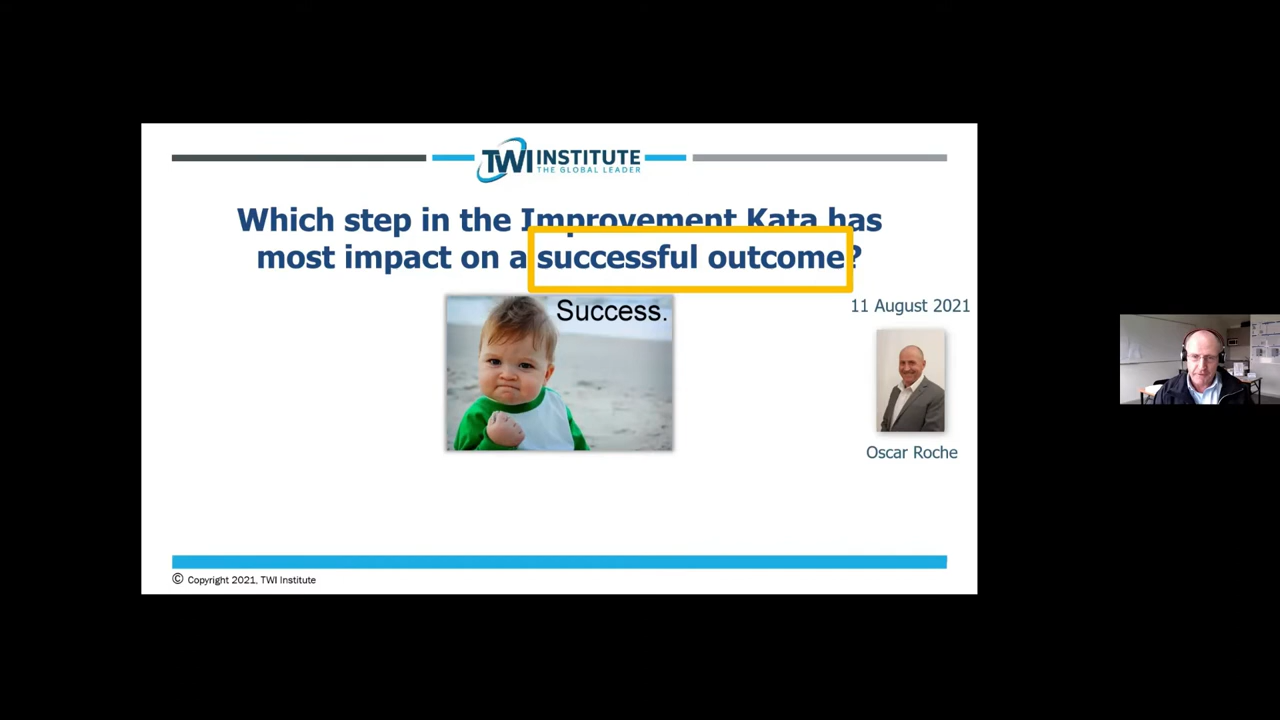 TWI INSTITUTE
THE GLOBAL LEADER
Which step in the Improvement Kata has
most impact on a successful outcome?
Success.
11 August 2021
Oscar Roche
© Copyright 2021, TWI Institute